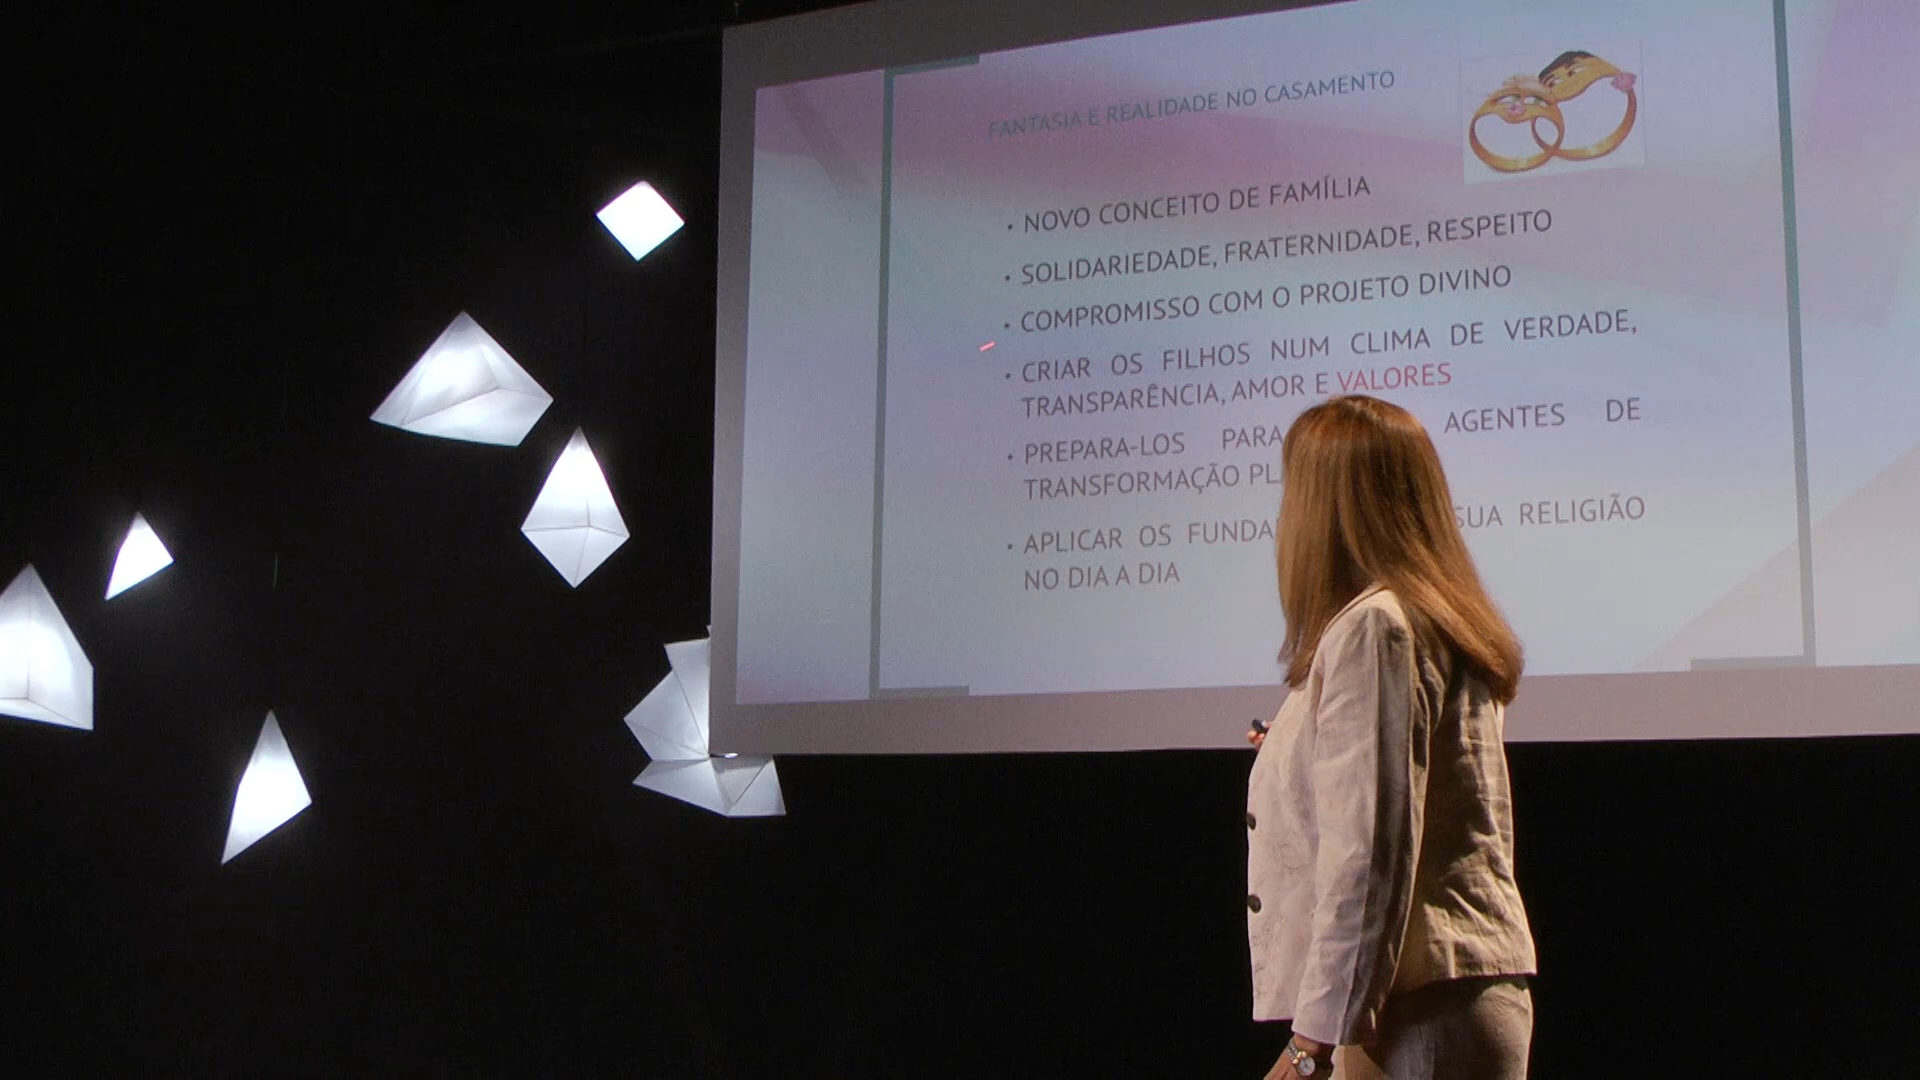 FANTASIA E REALIDADE NO CASAMENTO
• NOVO CONCEITO DE FAMÍLIA
• SOLIDARIEDADE, FRATERNIDADE, RESPEITO
• COMPROMISSO COM O PROJETO DIVINO
• CRIAR OS FILHOS NUM CLIMA DE VERDADE,
TRANSPARÊNCIA, AMOR E VALORES
• PREPARA-LOS PARA AGENTES DE
TRANSFORMAÇÃO
• APLICAR OS SUA RELIGIÃO
NO DIA A DIA